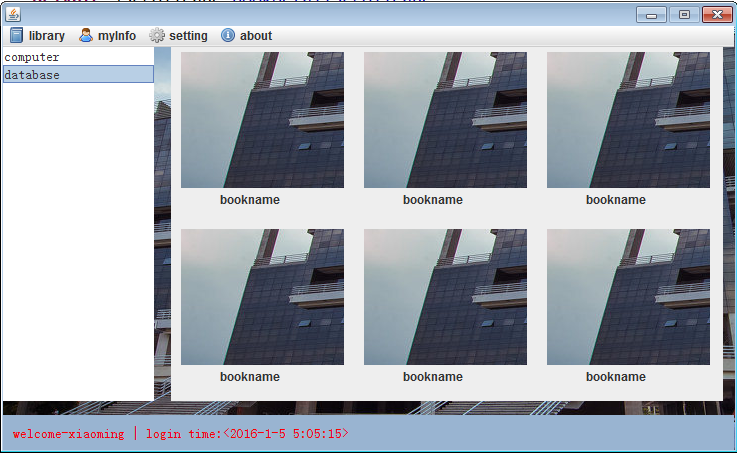 library myInfo setting about
computer
database
bookname bookname bookname
bookname bookname bookname
welcome-xiaoming | login time:<2016-1-5 5:05:15>